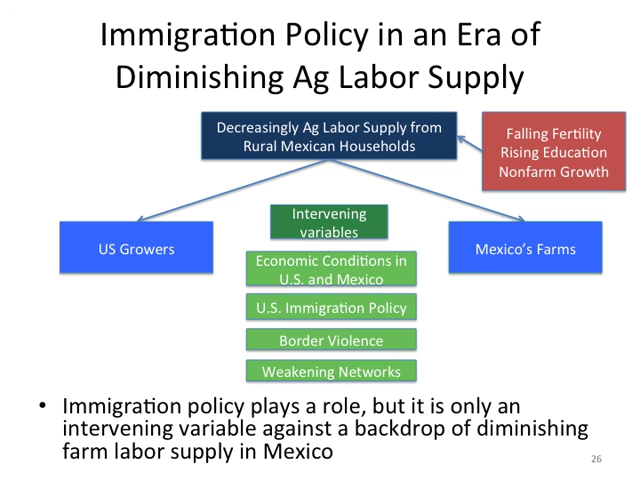 Immigration Policy in an Era of
Diminishing Ag Labor Supply
Decreasingly Ag Labor Supply from
Rural Mexican Households
Falling Fertility
Rising Education
Nonfarm Growth
Intervening
variables
US Growers
Mexico's Farms
Economic Conditions in
U.S. and Mexico
U.S. Immigration Policy
Border Violence
Weakening Networks
• Immigration policy plays a role, but it is only an
intervening variable against a backdrop of diminishing
farm labor supply in Mexico
26